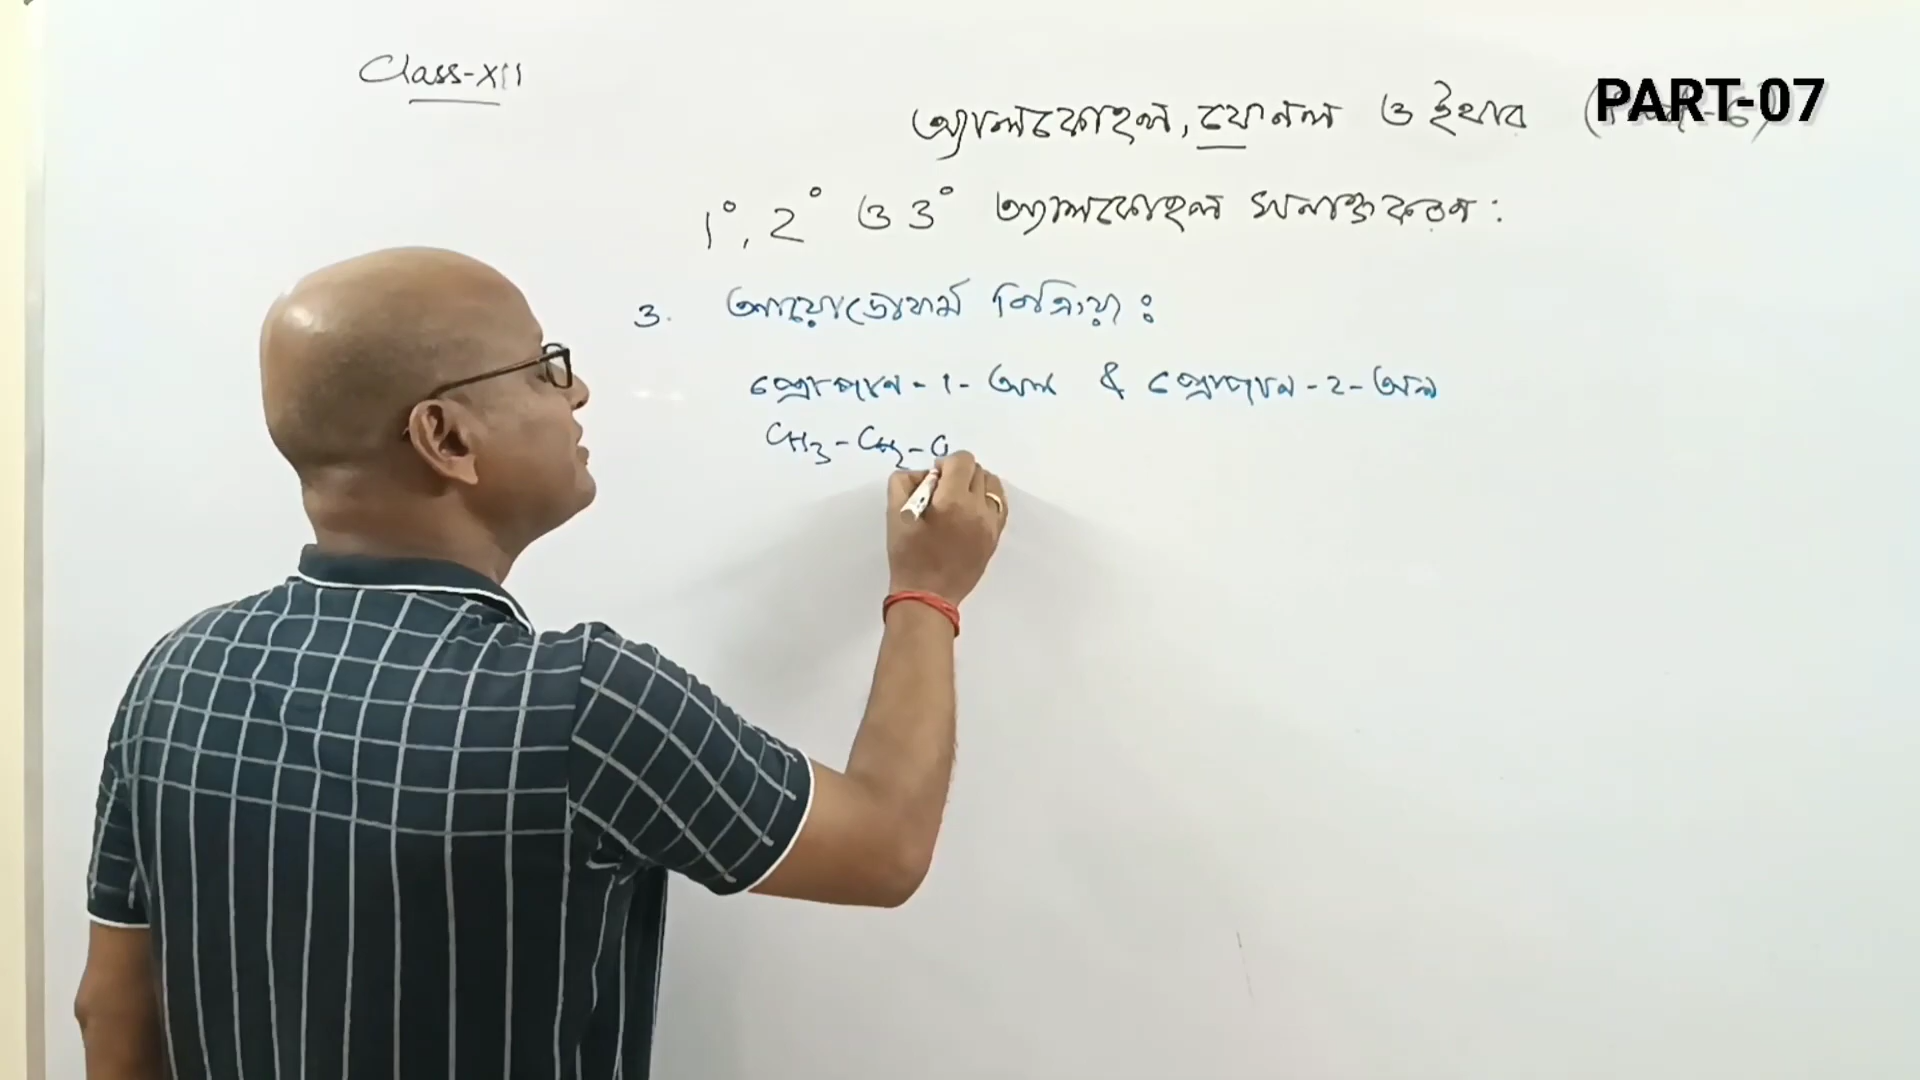 Class-XII
PART-07
অ্যালকোহল, ফেনল ও ইথার
1°, 2° ও 3° অ্যালকোহল সনাক্তকরণ :
3. আয়োডোফর্ম বিক্রিয়া :
প্রোপান-1-অল & প্রোপান-2-অল
CH3-CH2-C